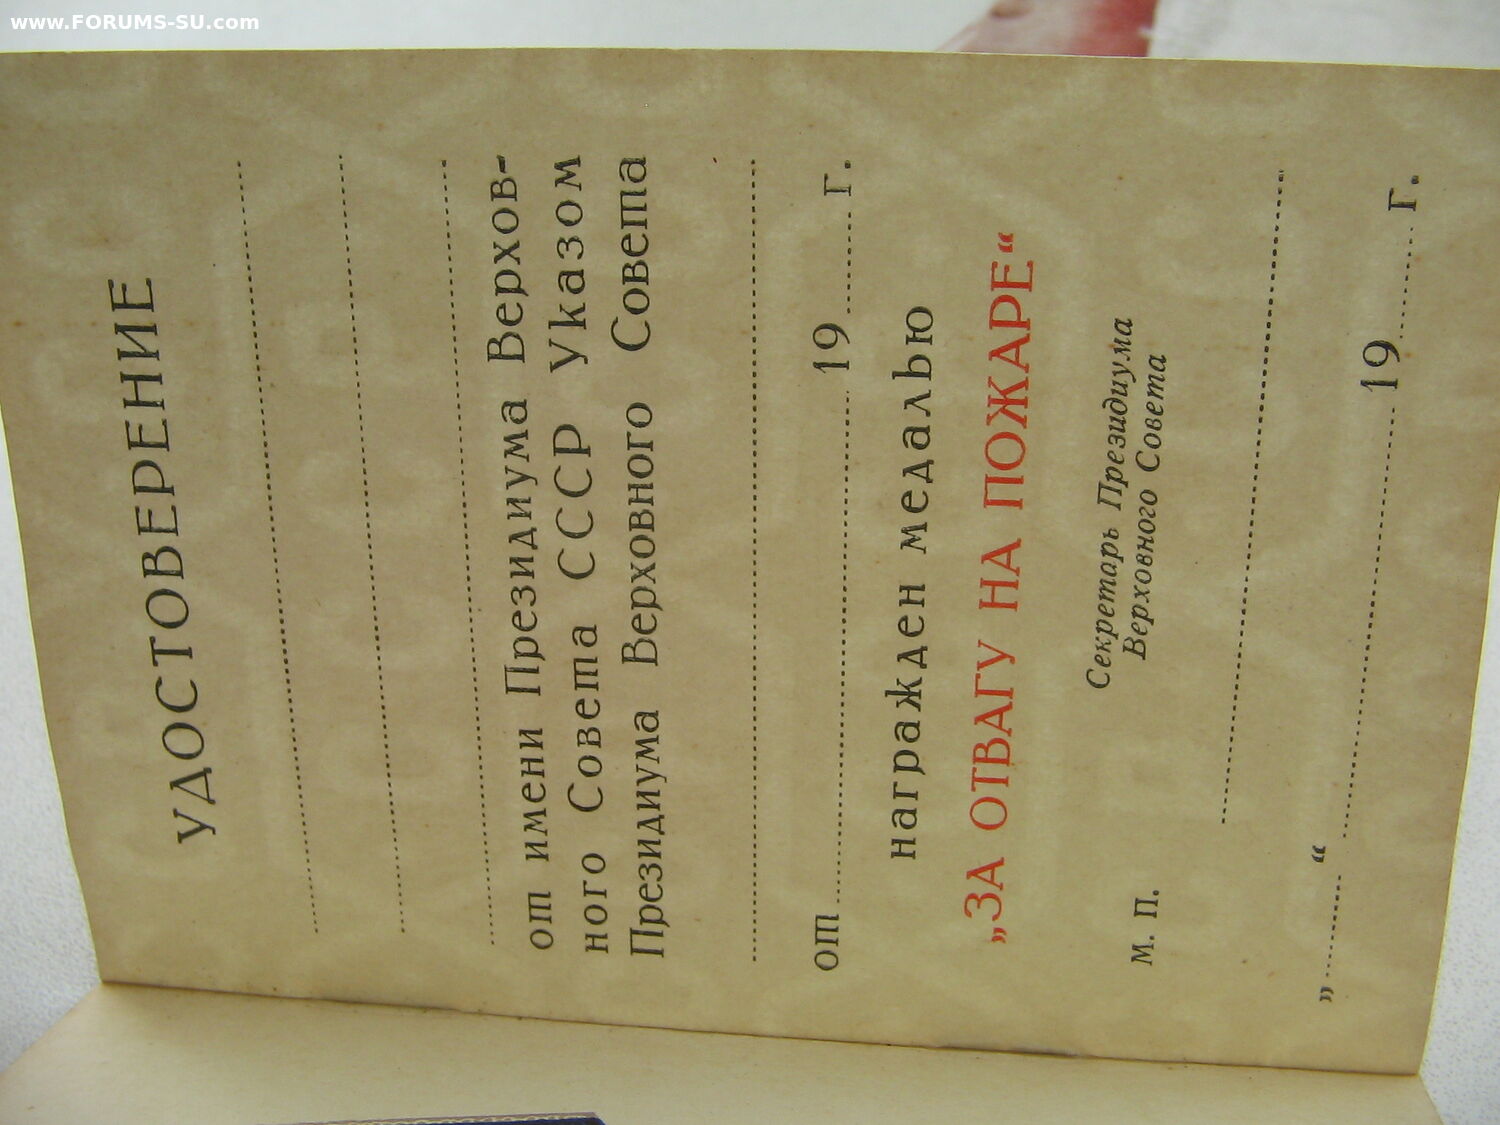 www.FORUMS-SU.com
УДОСТОВЕРЕНИЕ
от имени Президиума Верхов-
ного Совета СССР Указом
Президиума Верховного Совета
от 19 г.
награжден медалью
„ЗА ОТВАГУ НА ПОЖАРЕ“
Секретарь Президиума
Верховного Совета
М. П.
„ “ 19 г.